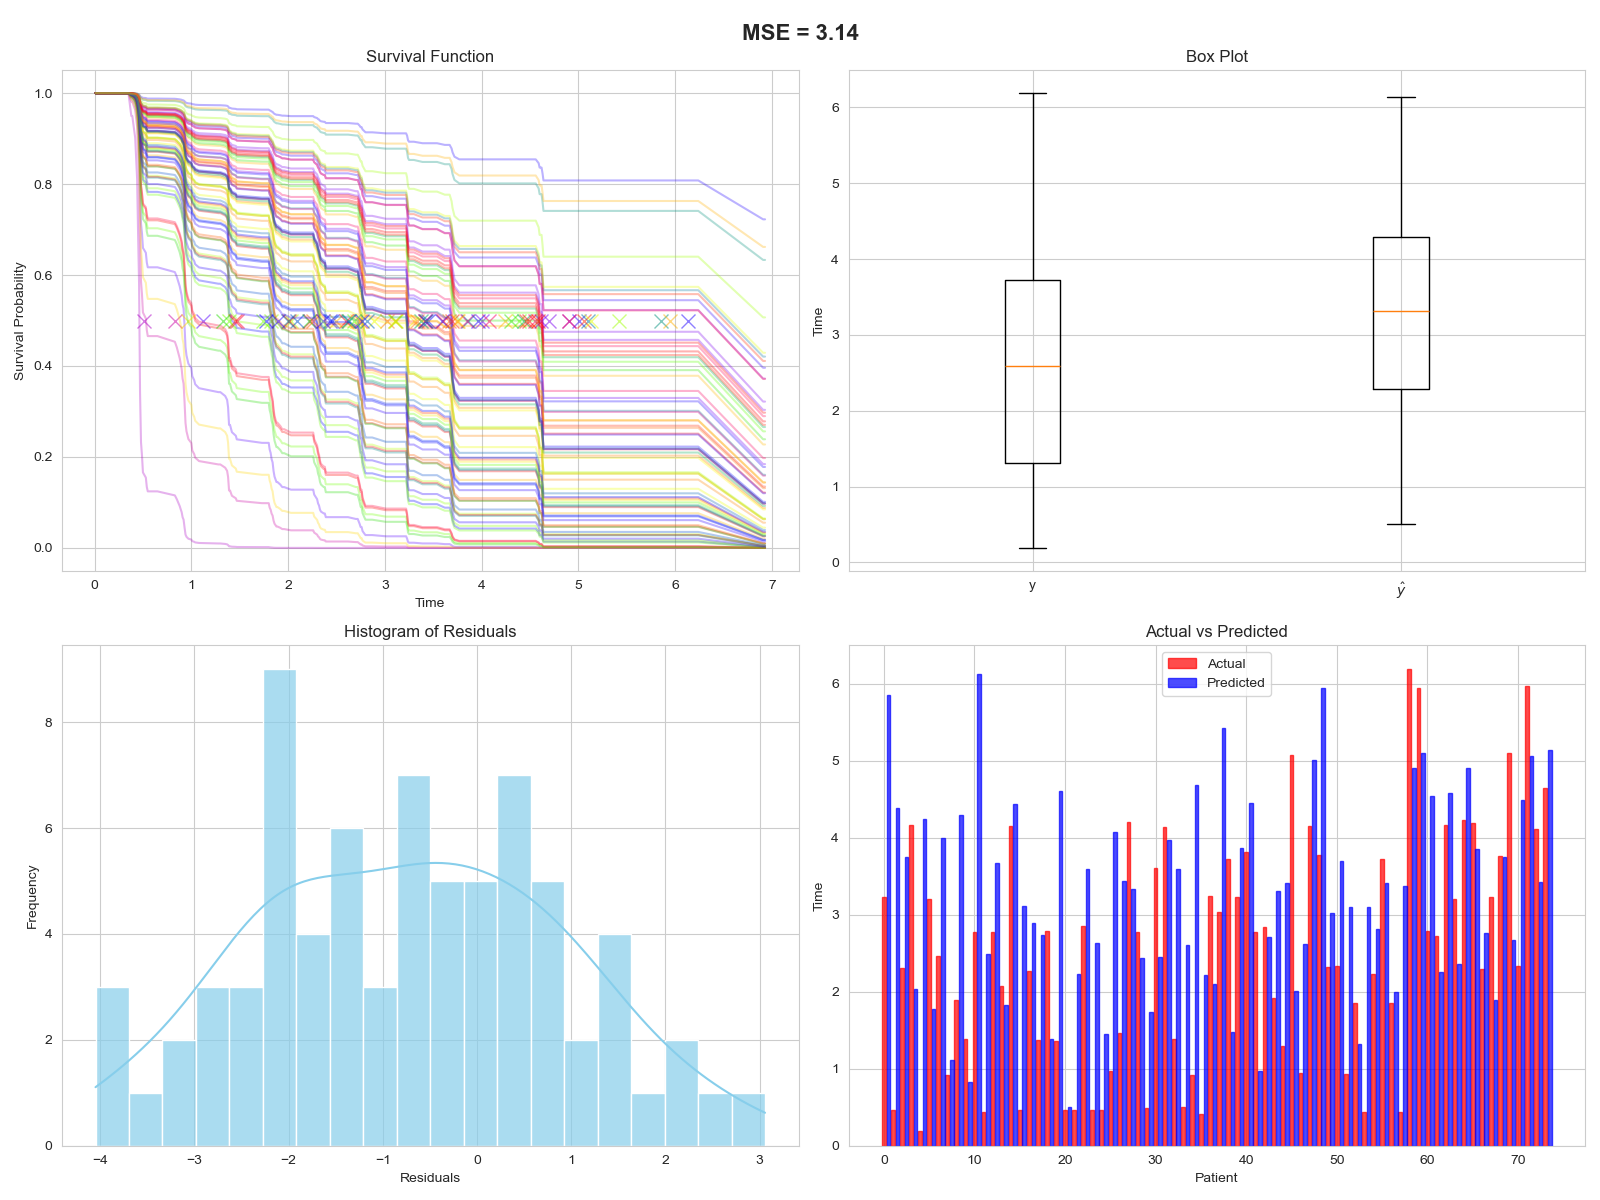 MSE = 3.14
Survival Function
Survival Probability
1.0
0.8
0.6
0.4
0.2
0.0
0 1 2 3 4 5 6 7
Time
Box Plot
Time
6
5
4
3
2
1
0
y ŷ
Histogram of Residuals
Frequency
8
6
4
2
0
−4 −3 −2 −1 0 1 2 3
Residuals
Actual vs Predicted
Actual
Predicted
Time
6
5
4
3
2
1
0
0 10 20 30 40 50 60 70
Patient